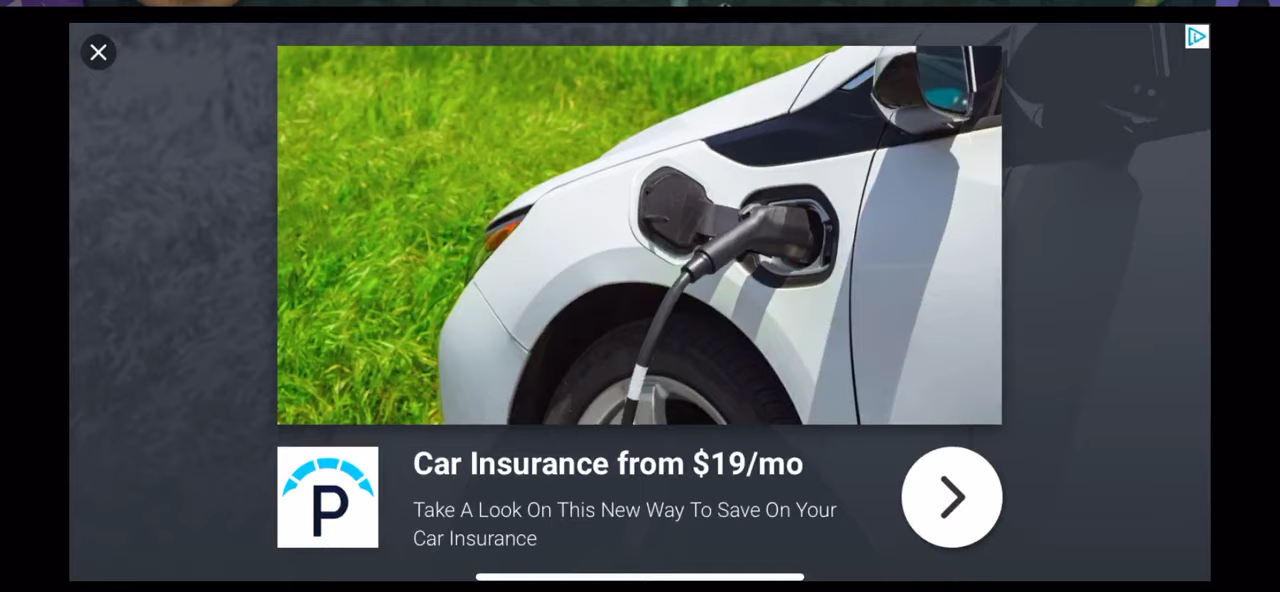 Car Insurance from $19/mo
P
Take A Look On This New Way To Save On Your
Car Insurance